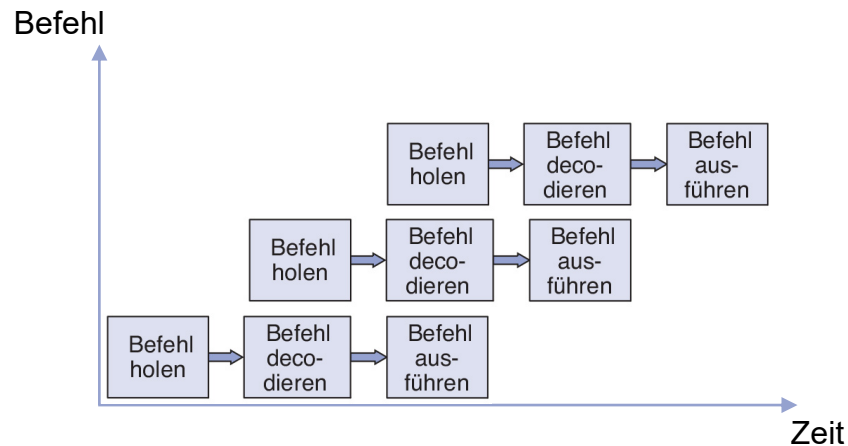 Befehl
Befehl
holen
Befehl
deco-
dieren
Befehl
aus-
führen
Befehl
holen
Befehl
deco-
dieren
Befehl
aus-
führen
Befehl
holen
Befehl
deco-
dieren
Befehl
aus-
führen
Zeit